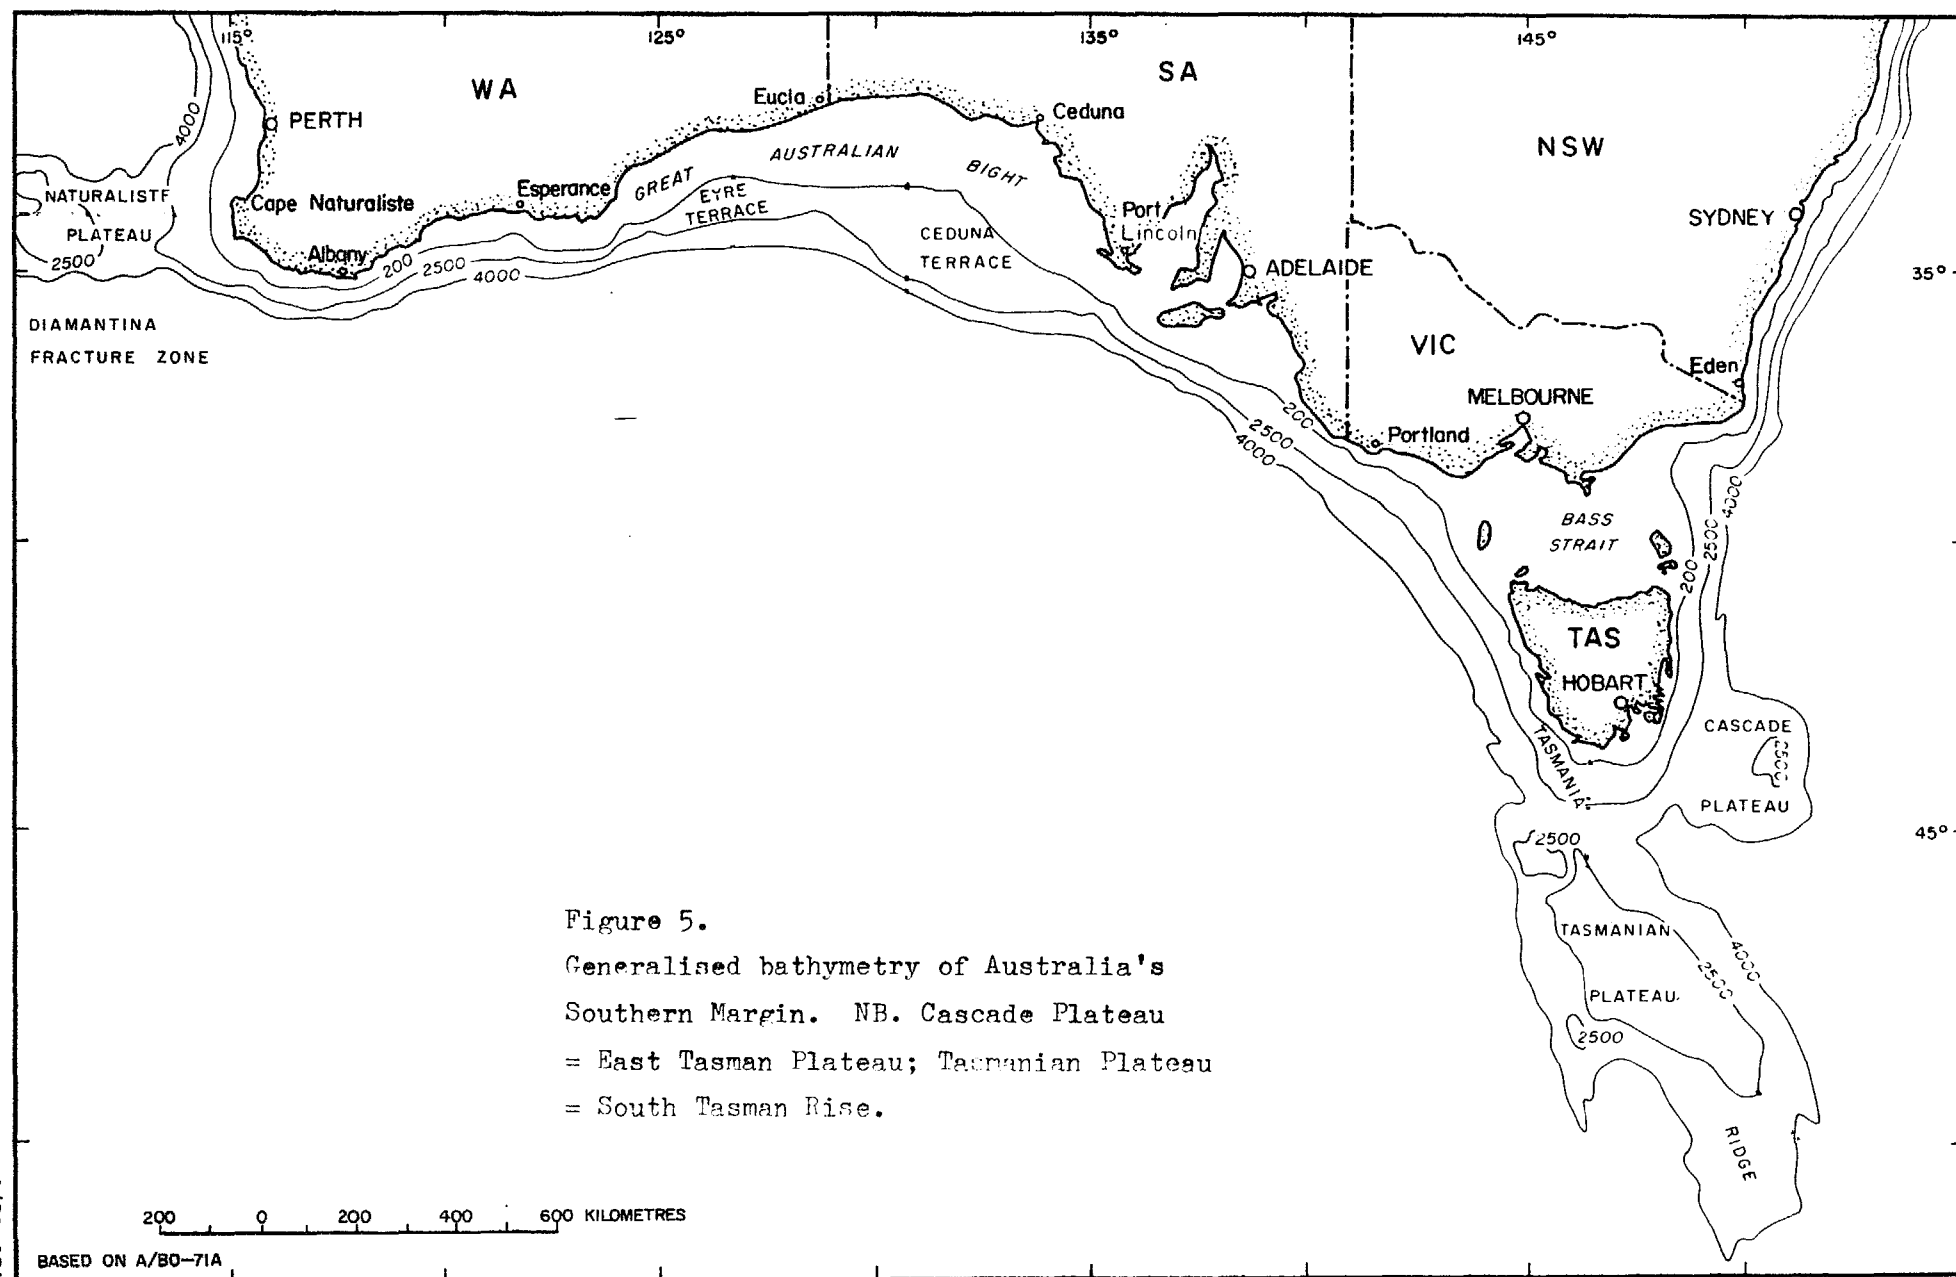 115°
125°
135°
145°
WA
SA
NSW
VIC
TAS
PERTH
Eucla
Ceduna
4000
AUSTRALIAN
BIGHT
GREAT
NATURALISTE
PLATEAU
2500
Cape Naturaliste
Esperance
EYRE
TERRACE
Port
Lincoln
SYDNEY
CEDUNA
TERRACE
Albany
200
2500
4000
ADELAIDE
35°
DIAMANTINA
FRACTURE ZONE
Eden
MELBOURNE
Portland
200
2500
4000
BASS
STRAIT
200
2500
4000
HOBART
TASMANIA
CASCADE
2500
PLATEAU
45°
2500
TASMANIAN
PLATEAU
4000
2500
2500
RIDGE
Figure 5.
Generalised bathymetry of Australia's
Southern Margin. NB. Cascade Plateau
= East Tasman Plateau; Tasmanian Plateau
= South Tasman Rise.
200 0 200 400 600 KILOMETRES
BASED ON A/BO-71A